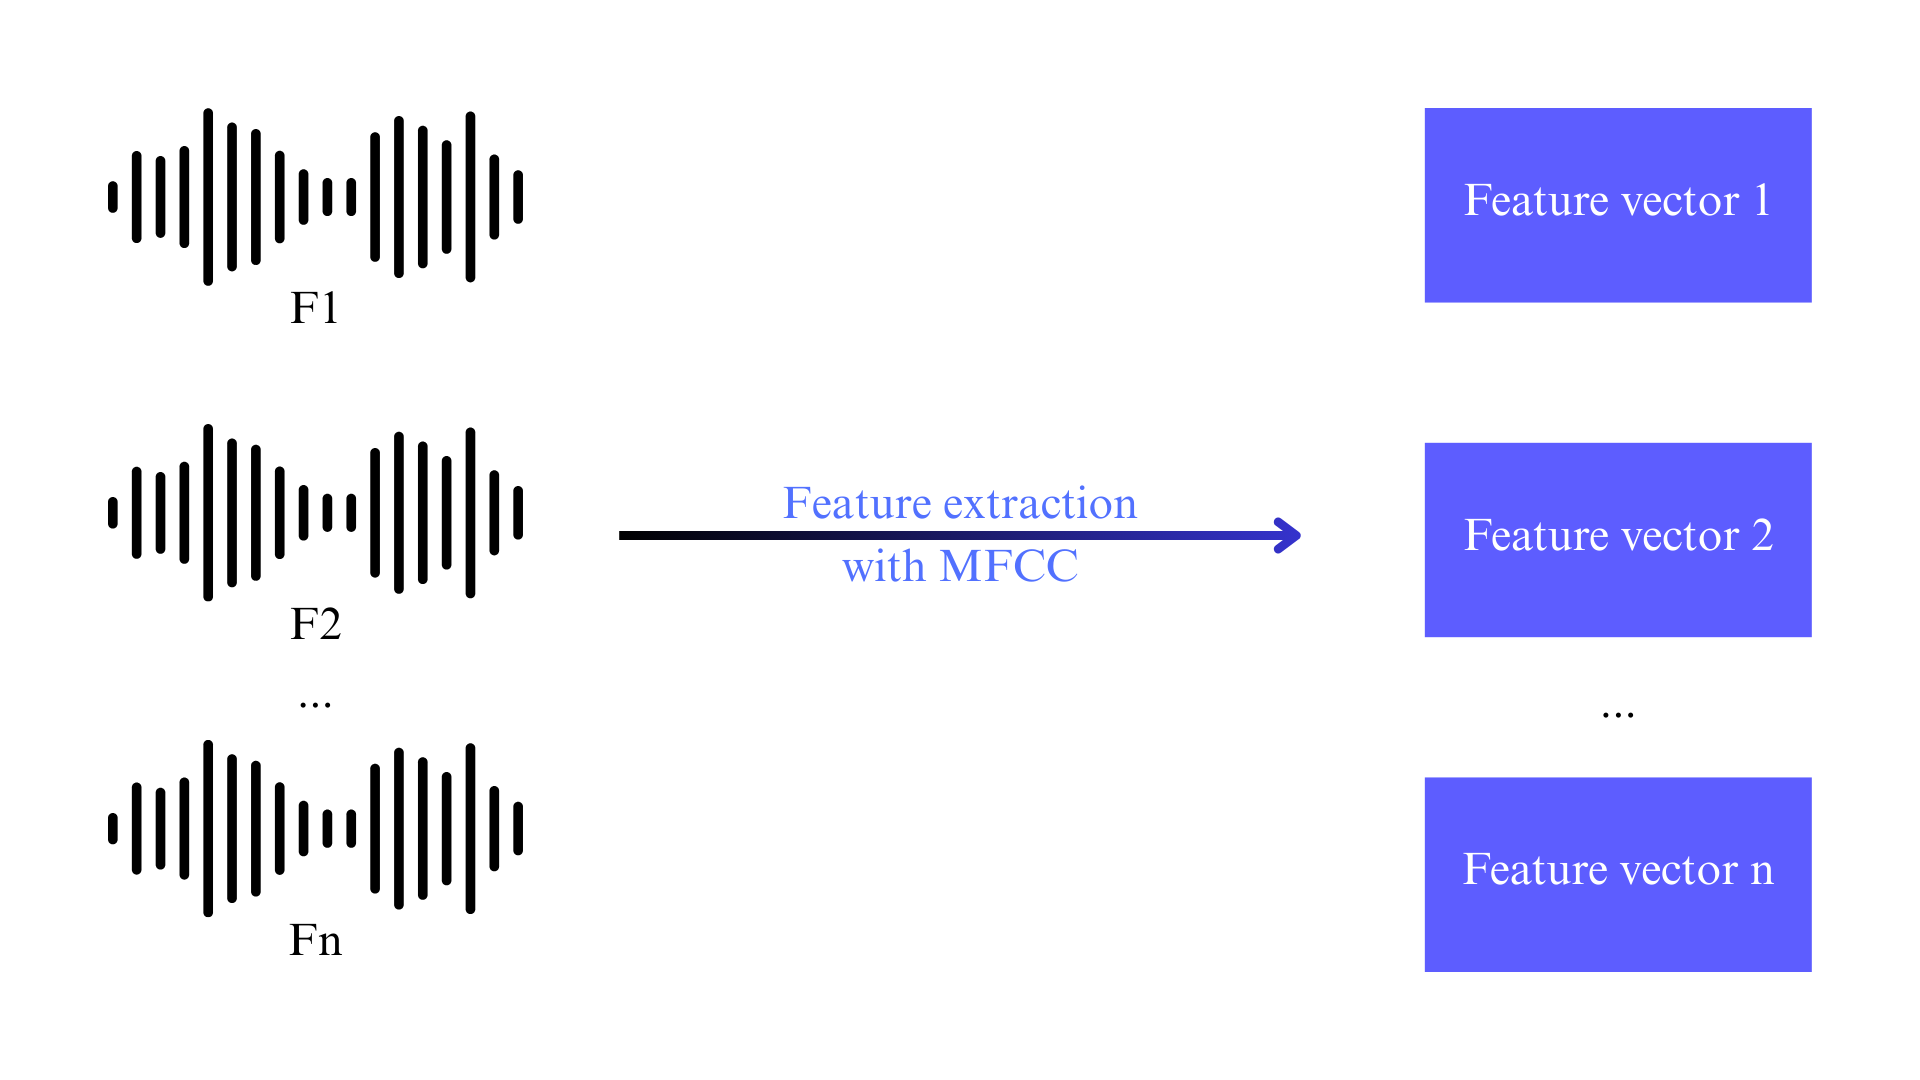 F1
F2
...
Fn
Feature extraction
with MFCC
Feature vector 1
Feature vector 2
...
Feature vector n